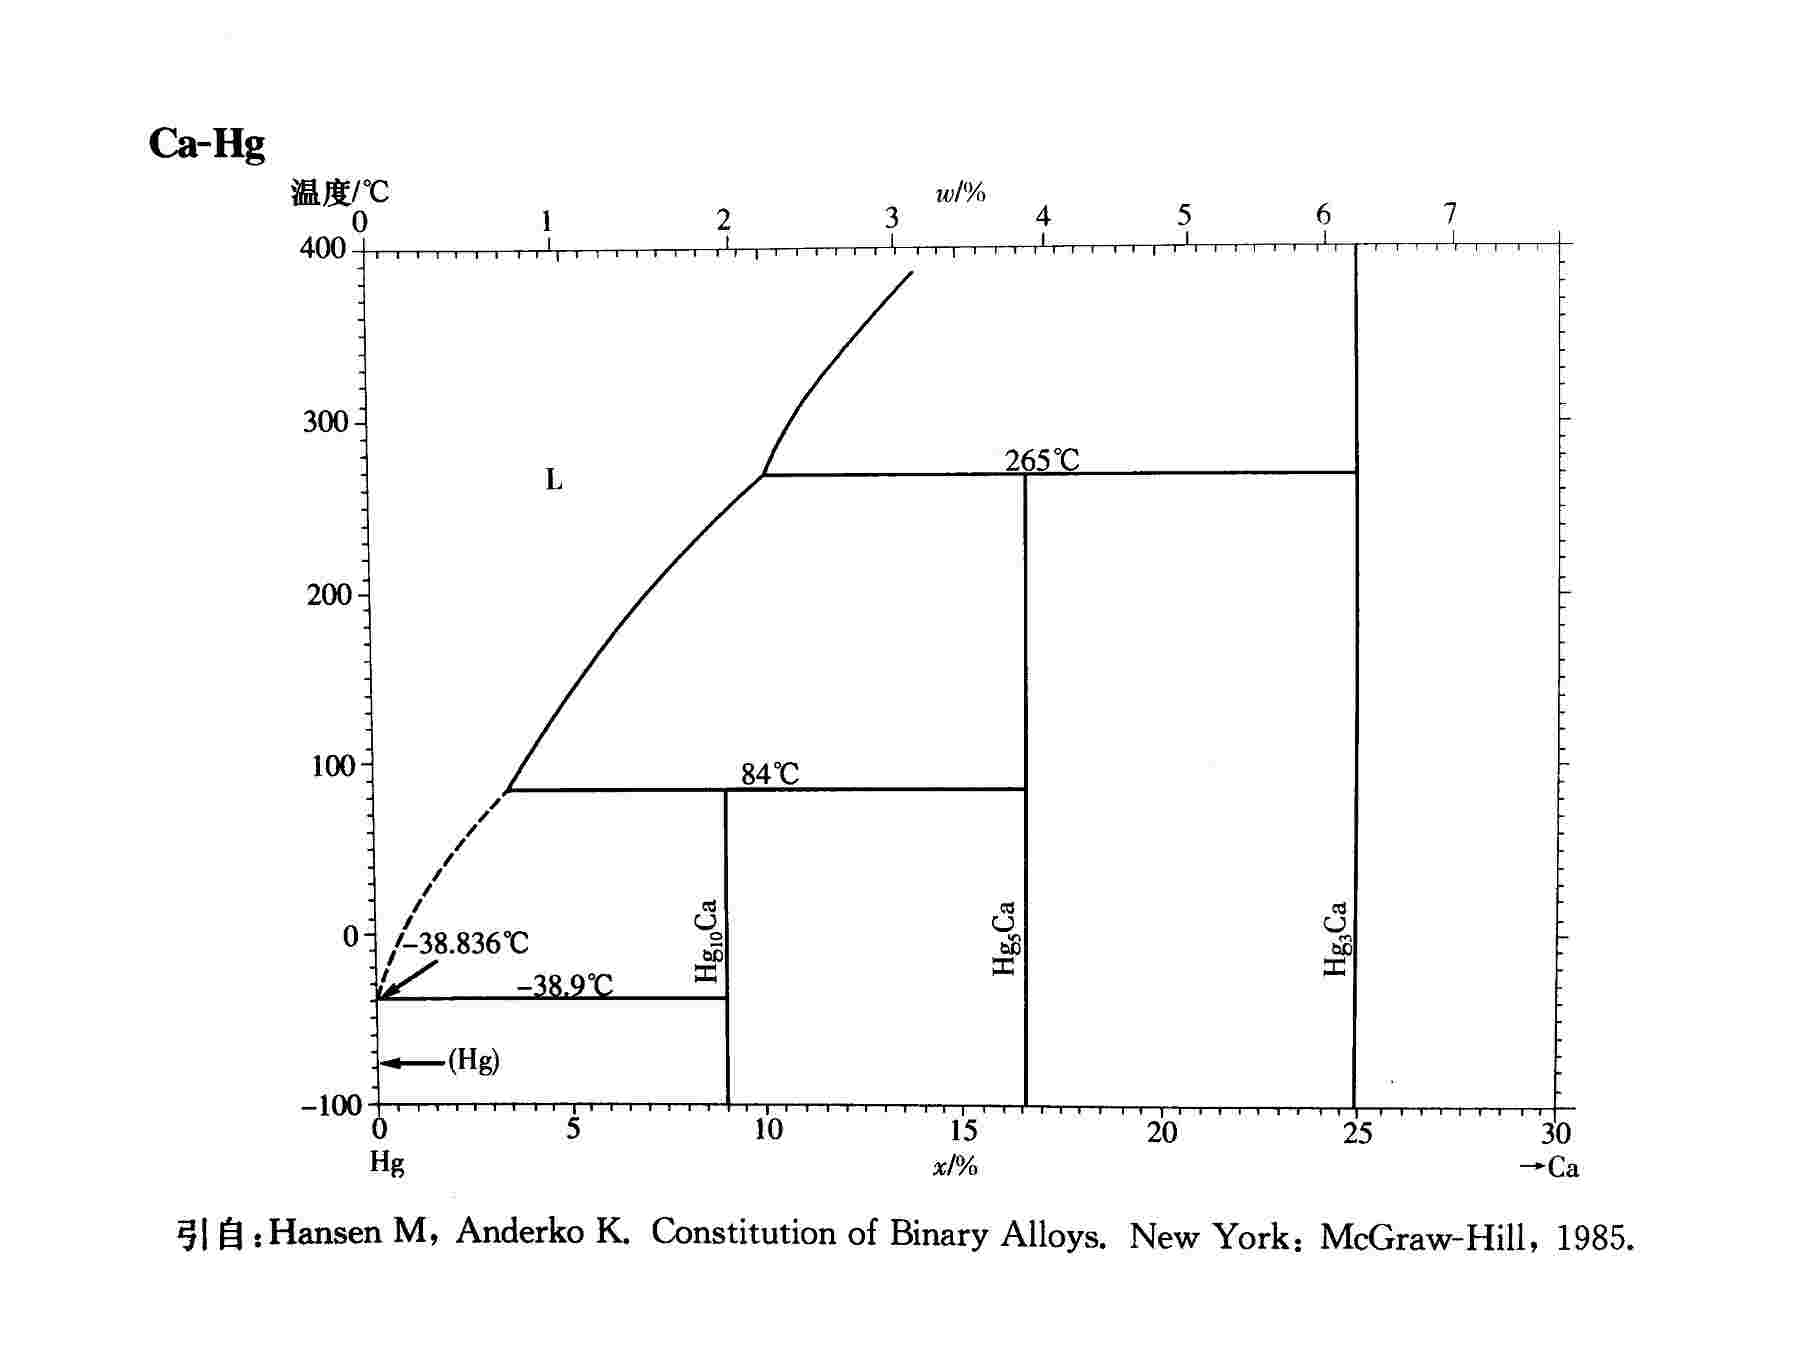 Ca-Hg
温度/℃
w/%
0 1 2 3 4 5 6 7
400
300
265℃
L
200
100
84℃
0
-38.836℃
-38.9℃
Hg10Ca
Hg5Ca
Hg3Ca
(Hg)
-100
0 5 10 15 20 25 30
Hg x/% →Ca
引自:Hansen M, Anderko K. Constitution of Binary Alloys. New York: McGraw-Hill, 1985.